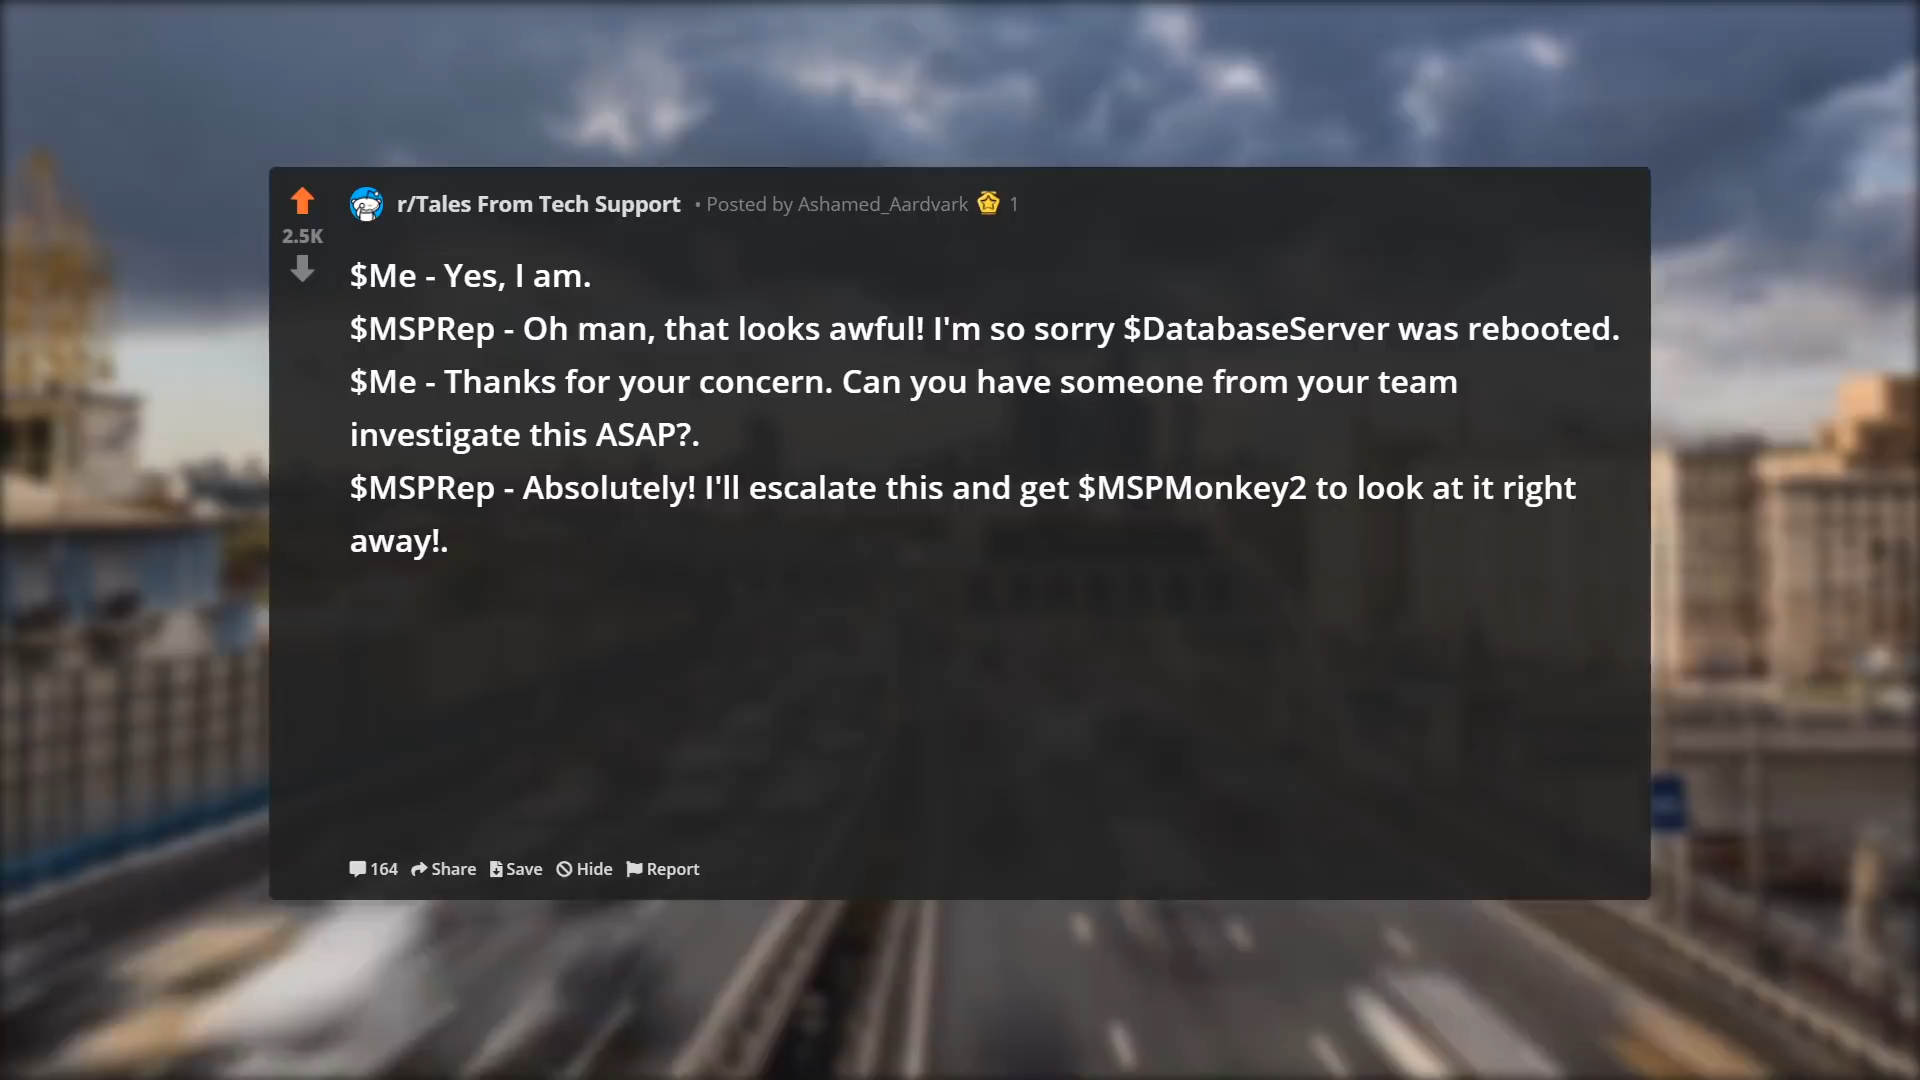 r/Tales From Tech Support • Posted by Ashamed_Aardvark 1
2.5K
$Me - Yes, I am.
$MSPRep - Oh man, that looks awful! I'm so sorry $DatabaseServer was rebooted.
$Me - Thanks for your concern. Can you have someone from your team
investigate this ASAP?.
$MSPRep - Absolutely! I'll escalate this and get $MSPMonkey2 to look at it right
away!.
164 Share Save Hide Report